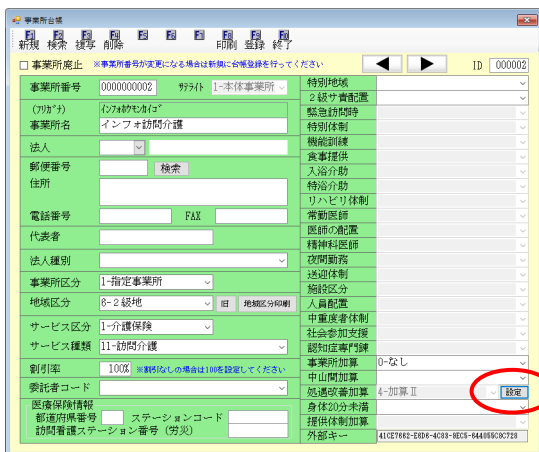 事業所台帳
F1 F2 F3 F4 F5 F6 F7 F8 F9 F10
新規 検索 複写 削除 印刷 登録 終了
事業所廃止 ※事業所番号が変更になる場合は新規に台帳登録を行ってください ID 000002
事業所番号 0000000002 ｻﾃﾗｲﾄ 1-本体事業所
(ﾌﾘｶﾞﾅ) ｲﾝﾌｫﾎｳﾓﾝｶｲｺﾞ
事業所名 インフォ訪問介護
法人
郵便番号 検索
住所
電話番号 FAX
代表者
法人種別
事業所区分 1-指定事業所
地域区分 6-2級地 旧 地域区分印刷
サービス区分 1-介護保険
サービス種類 11-訪問介護
割引率 100% ※割引なしの場合は100を設定してください
委託者コード
医療保険情報
都道府県番号 ステーションコード
訪問看護ステーション番号（労災）
特別地域
2級サ責配置
緊急訪問時
特別体制
機能訓練
食事提供
入浴介助
特浴介助
リハビリ体制
常勤医師
医師の配置
精神科医師
夜間勤務
送迎体制
施設区分
人員配置
中重度者体制
社会参加支援
認知症専門棟
事業所加算 0-なし
中山間加算
処遇改善加算 4-加算Ⅱ 設定
身体20分未満
提供体制加算
外部キー